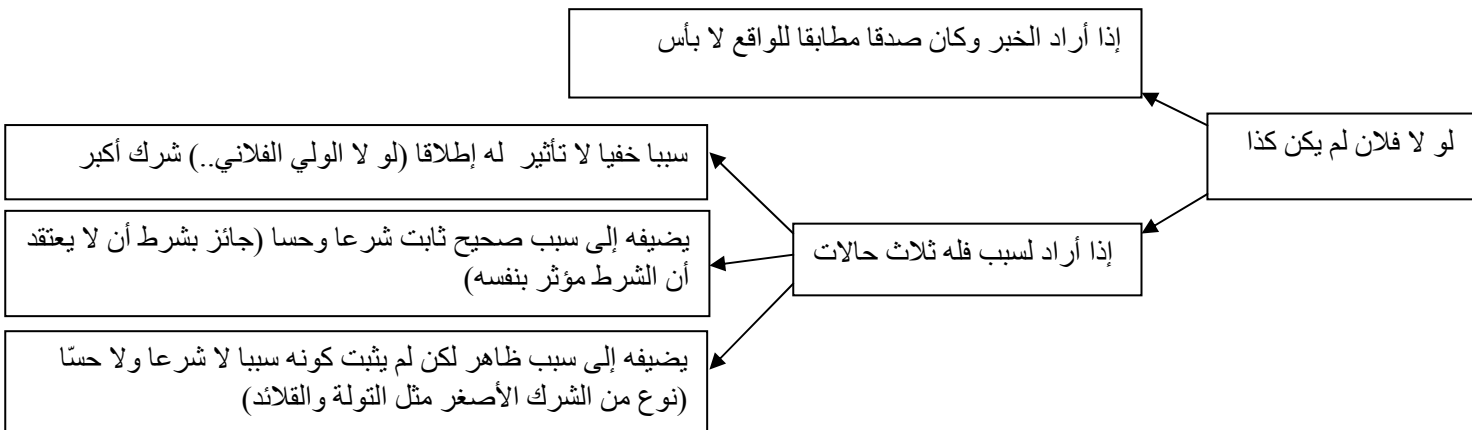 إذا أراد الخبر وكان صدقا مطابقا للواقع لا بأس
لو لا فلان لم يكن كذا
سببا خفيا لا تأثير له إطلاقا (لو لا الولي الفلاني..) شرك أكبر
إذا أراد لسبب فله ثلاث حالات
يضيفه إلى سبب صحيح ثابت شرعا وحسا (جائز بشرط أن لا يعتقد
أن الشرط مؤثر بنفسه)
يضيفه إلى سبب ظاهر لكن لم يثبت كونه سببا لا شرعا ولا حسّا
(نوع من الشرك الأصغر مثل التولة والقلائد)